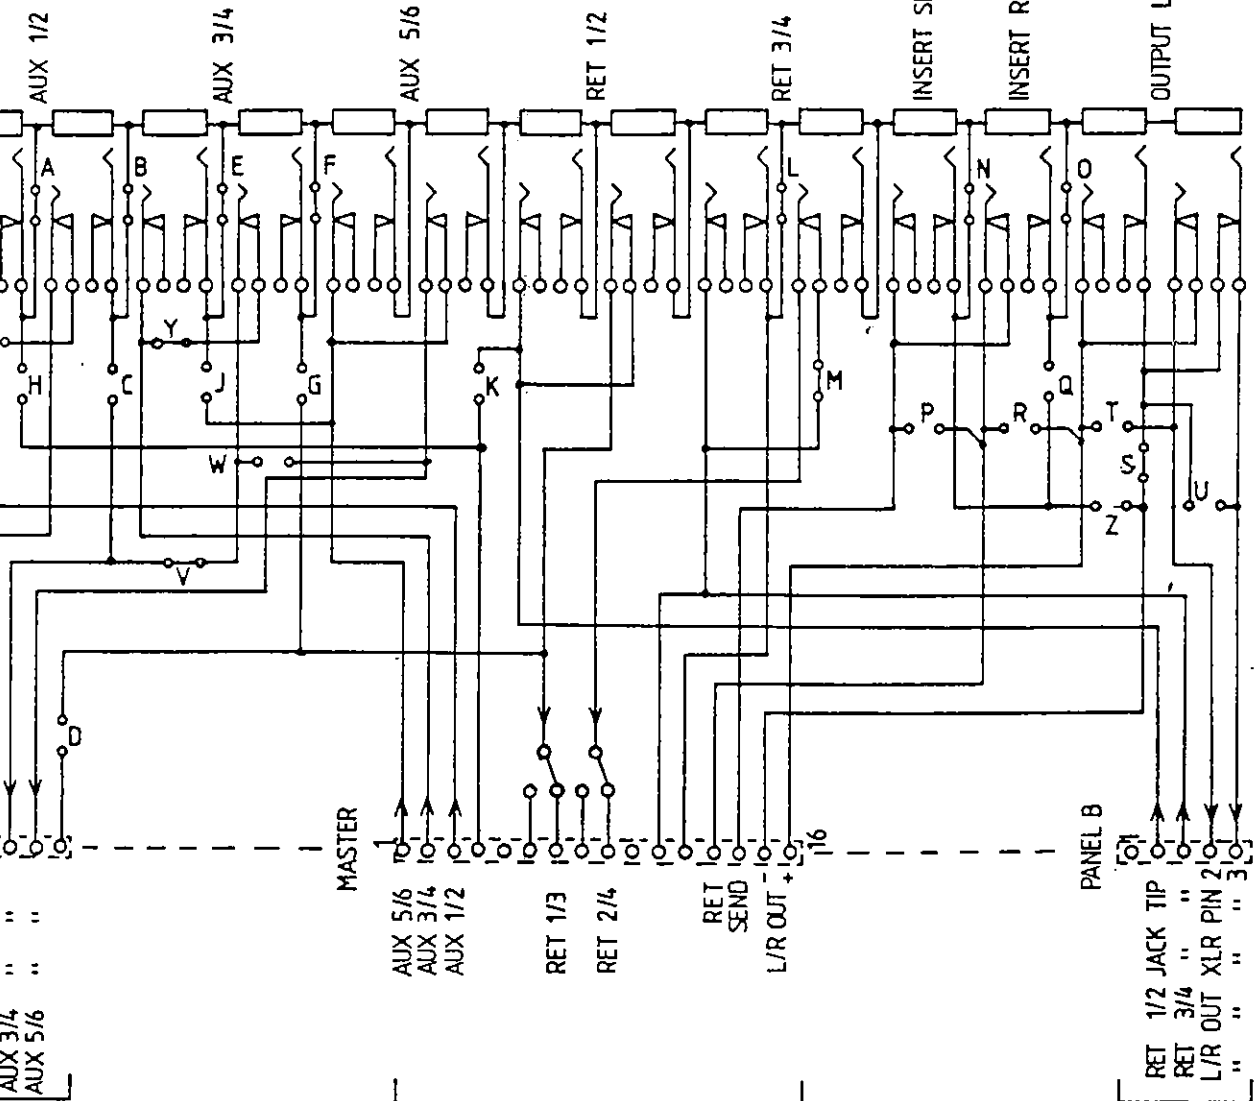 AUX 1/2
AUX 3/4
AUX 5/6
RET 1/2
RET 3/4
INSERT
INSERT R
OUTPUT L
A
B
E
F
L
N
O
Y
H
C
J
G
K
M
P
R
Q
T
W
S
U
Z
V
D
MASTER
1
16
PANEL B
1
AUX 5/6
AUX 3/4
AUX 1/2
RET 1/3
RET 2/4
RET
SEND
L/R OUT -
+
AUX 3/4 " "
AUX 5/6 " "
RET 1/2 JACK TIP
RET 3/4 " "
L/R OUT XLR PIN 2
" " " " 3